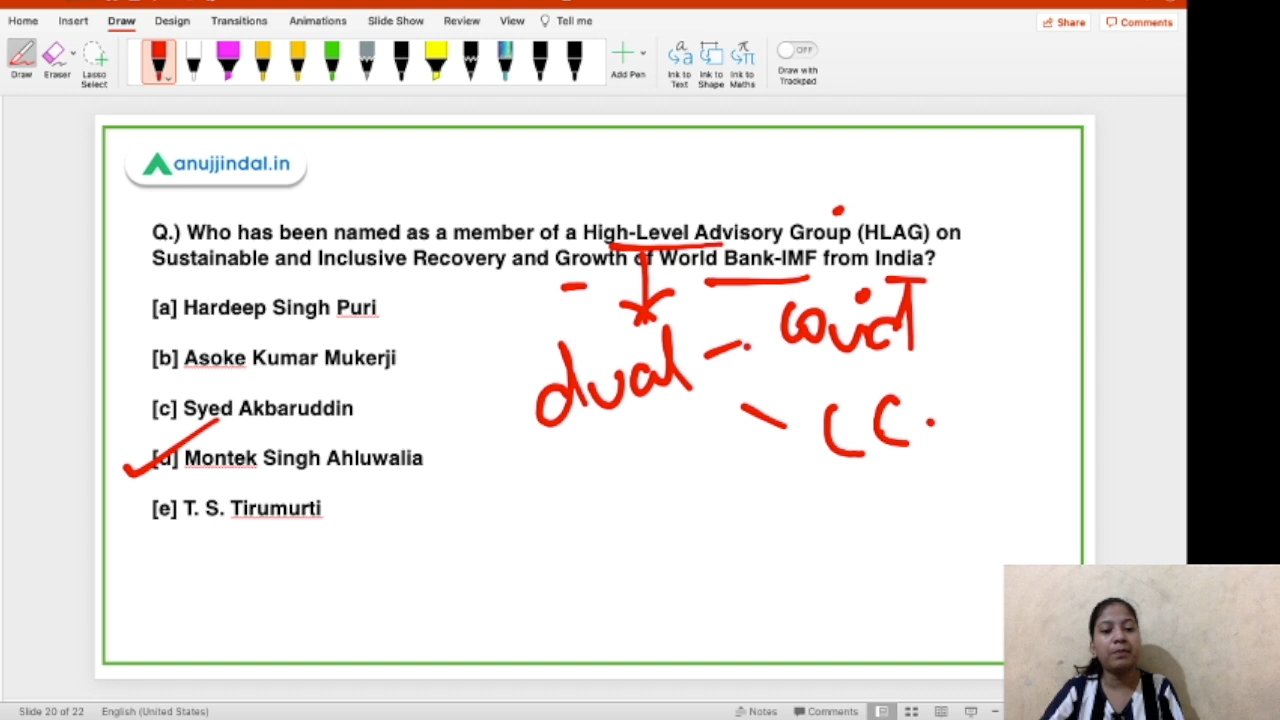 Home Insert Draw Design Transitions Animations Slide Show Review View Tell me Share Comments
Draw Eraser Lasso Select Add Pen Ink to Text Ink to Shape Ink to Maths OFF Draw with Trackpad
anujjindal.in
Q.) Who has been named as a member of a High-Level Advisory Group (HLAG) on
Sustainable and Inclusive Recovery and Growth of World Bank-IMF from India?
[a] Hardeep Singh Puri
covid
[b] Asoke Kumar Mukerji
dual
[c] Syed Akbaruddin
CC.
[d] Montek Singh Ahluwalia
[e] T. S. Tirumurti
Slide 20 of 22 English (United States) Notes Comments